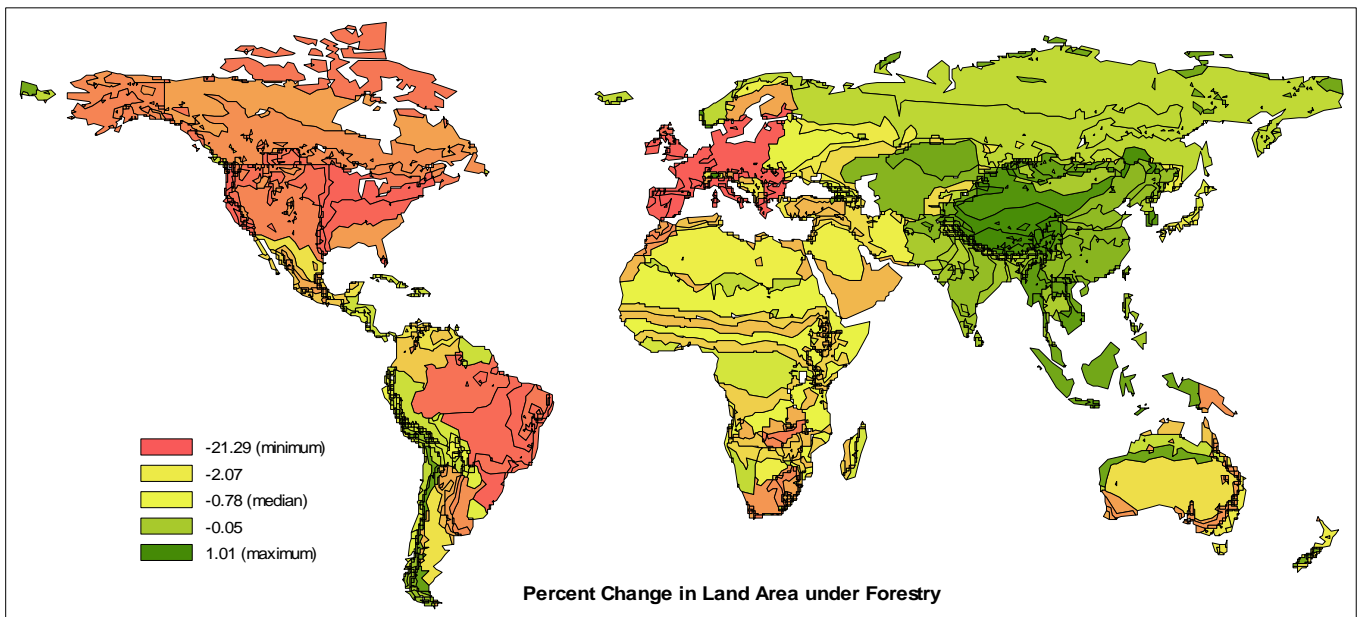 -21.29 (minimum)
-2.07
-0.78 (median)
-0.05
1.01 (maximum)
Percent Change in Land Area under Forestry